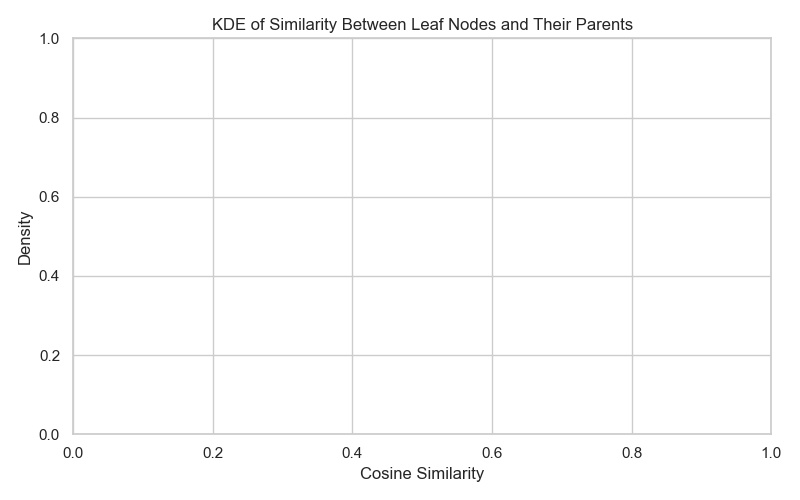 KDE of Similarity Between Leaf Nodes and Their Parents
1.0
0.8
0.6
0.4
0.2
0.0
Density
0.0 0.2 0.4 0.6 0.8 1.0
Cosine Similarity